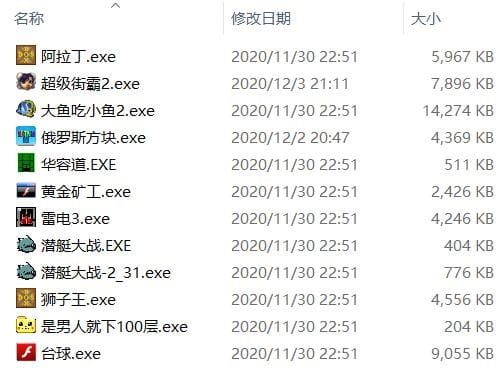 名称 修改日期 大小
阿拉丁.exe 2020/11/30 22:51 5,967 KB
超级街霸2.exe 2020/12/3 21:11 7,896 KB
大鱼吃小鱼2.exe 2020/11/30 22:51 14,274 KB
俄罗斯方块.exe 2020/12/2 20:47 4,369 KB
华容道.EXE 2020/11/30 22:51 511 KB
黄金矿工.exe 2020/11/30 22:51 2,426 KB
雷电3.exe 2020/11/30 22:51 4,246 KB
潜艇大战.EXE 2020/11/30 22:51 404 KB
潜艇大战-2_31.exe 2020/11/30 22:51 776 KB
狮子王.exe 2020/11/30 22:51 4,556 KB
是男人就下100层.exe 2020/11/30 22:51 204 KB
台球.exe 2020/11/30 22:51 9,055 KB